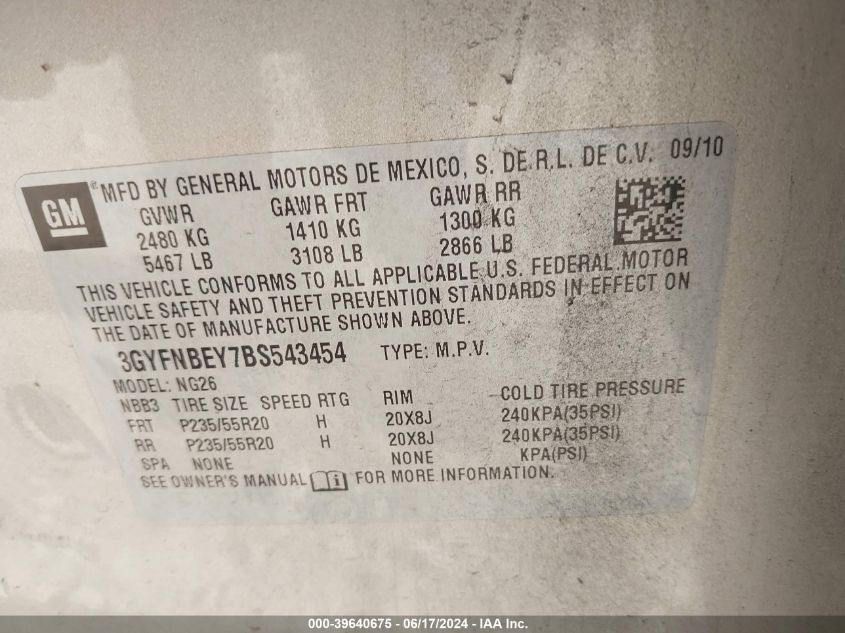 GM ® MFD BY GENERAL MOTORS DE MEXICO, S. DE R.L. DE C.V. 09/10
GVWR GAWR FRT GAWR RR
2480 KG 1410 KG 1300 KG
5467 LB 3108 LB 2866 LB
THIS VEHICLE CONFORMS TO ALL APPLICABLE U.S. FEDERAL MOTOR
VEHICLE SAFETY AND THEFT PREVENTION STANDARDS IN EFFECT ON
THE DATE OF MANUFACTURE SHOWN ABOVE.
3GYFNBEY7BS543454 TYPE: M.P.V.
MODEL: NG26
NBB3 TIRE SIZE SPEED RTG RIM COLD TIRE PRESSURE
FRT P235/55R20 H 20X8J 240KPA(35PSI)
RR P235/55R20 H 20X8J 240KPA(35PSI)
SPA NONE NONE KPA(PSI)
SEE OWNER'S MANUAL FOR MORE INFORMATION.
000-39640675 - 06/17/2024 - IAA Inc.